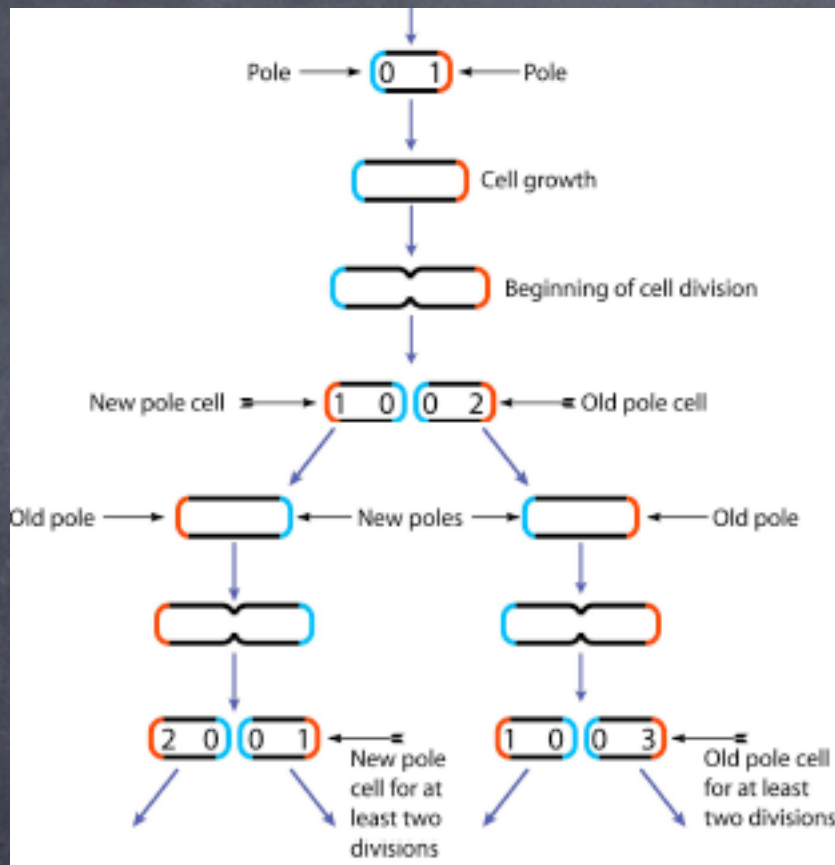 Pole 0 1 Pole
Cell growth
Beginning of cell division
New pole cell 1 0 0 2 Old pole cell
Old pole New poles Old pole
2 0 0 1 1 0 0 3
New pole
cell for at
least two
divisions
Old pole cell
for at least
two divisions